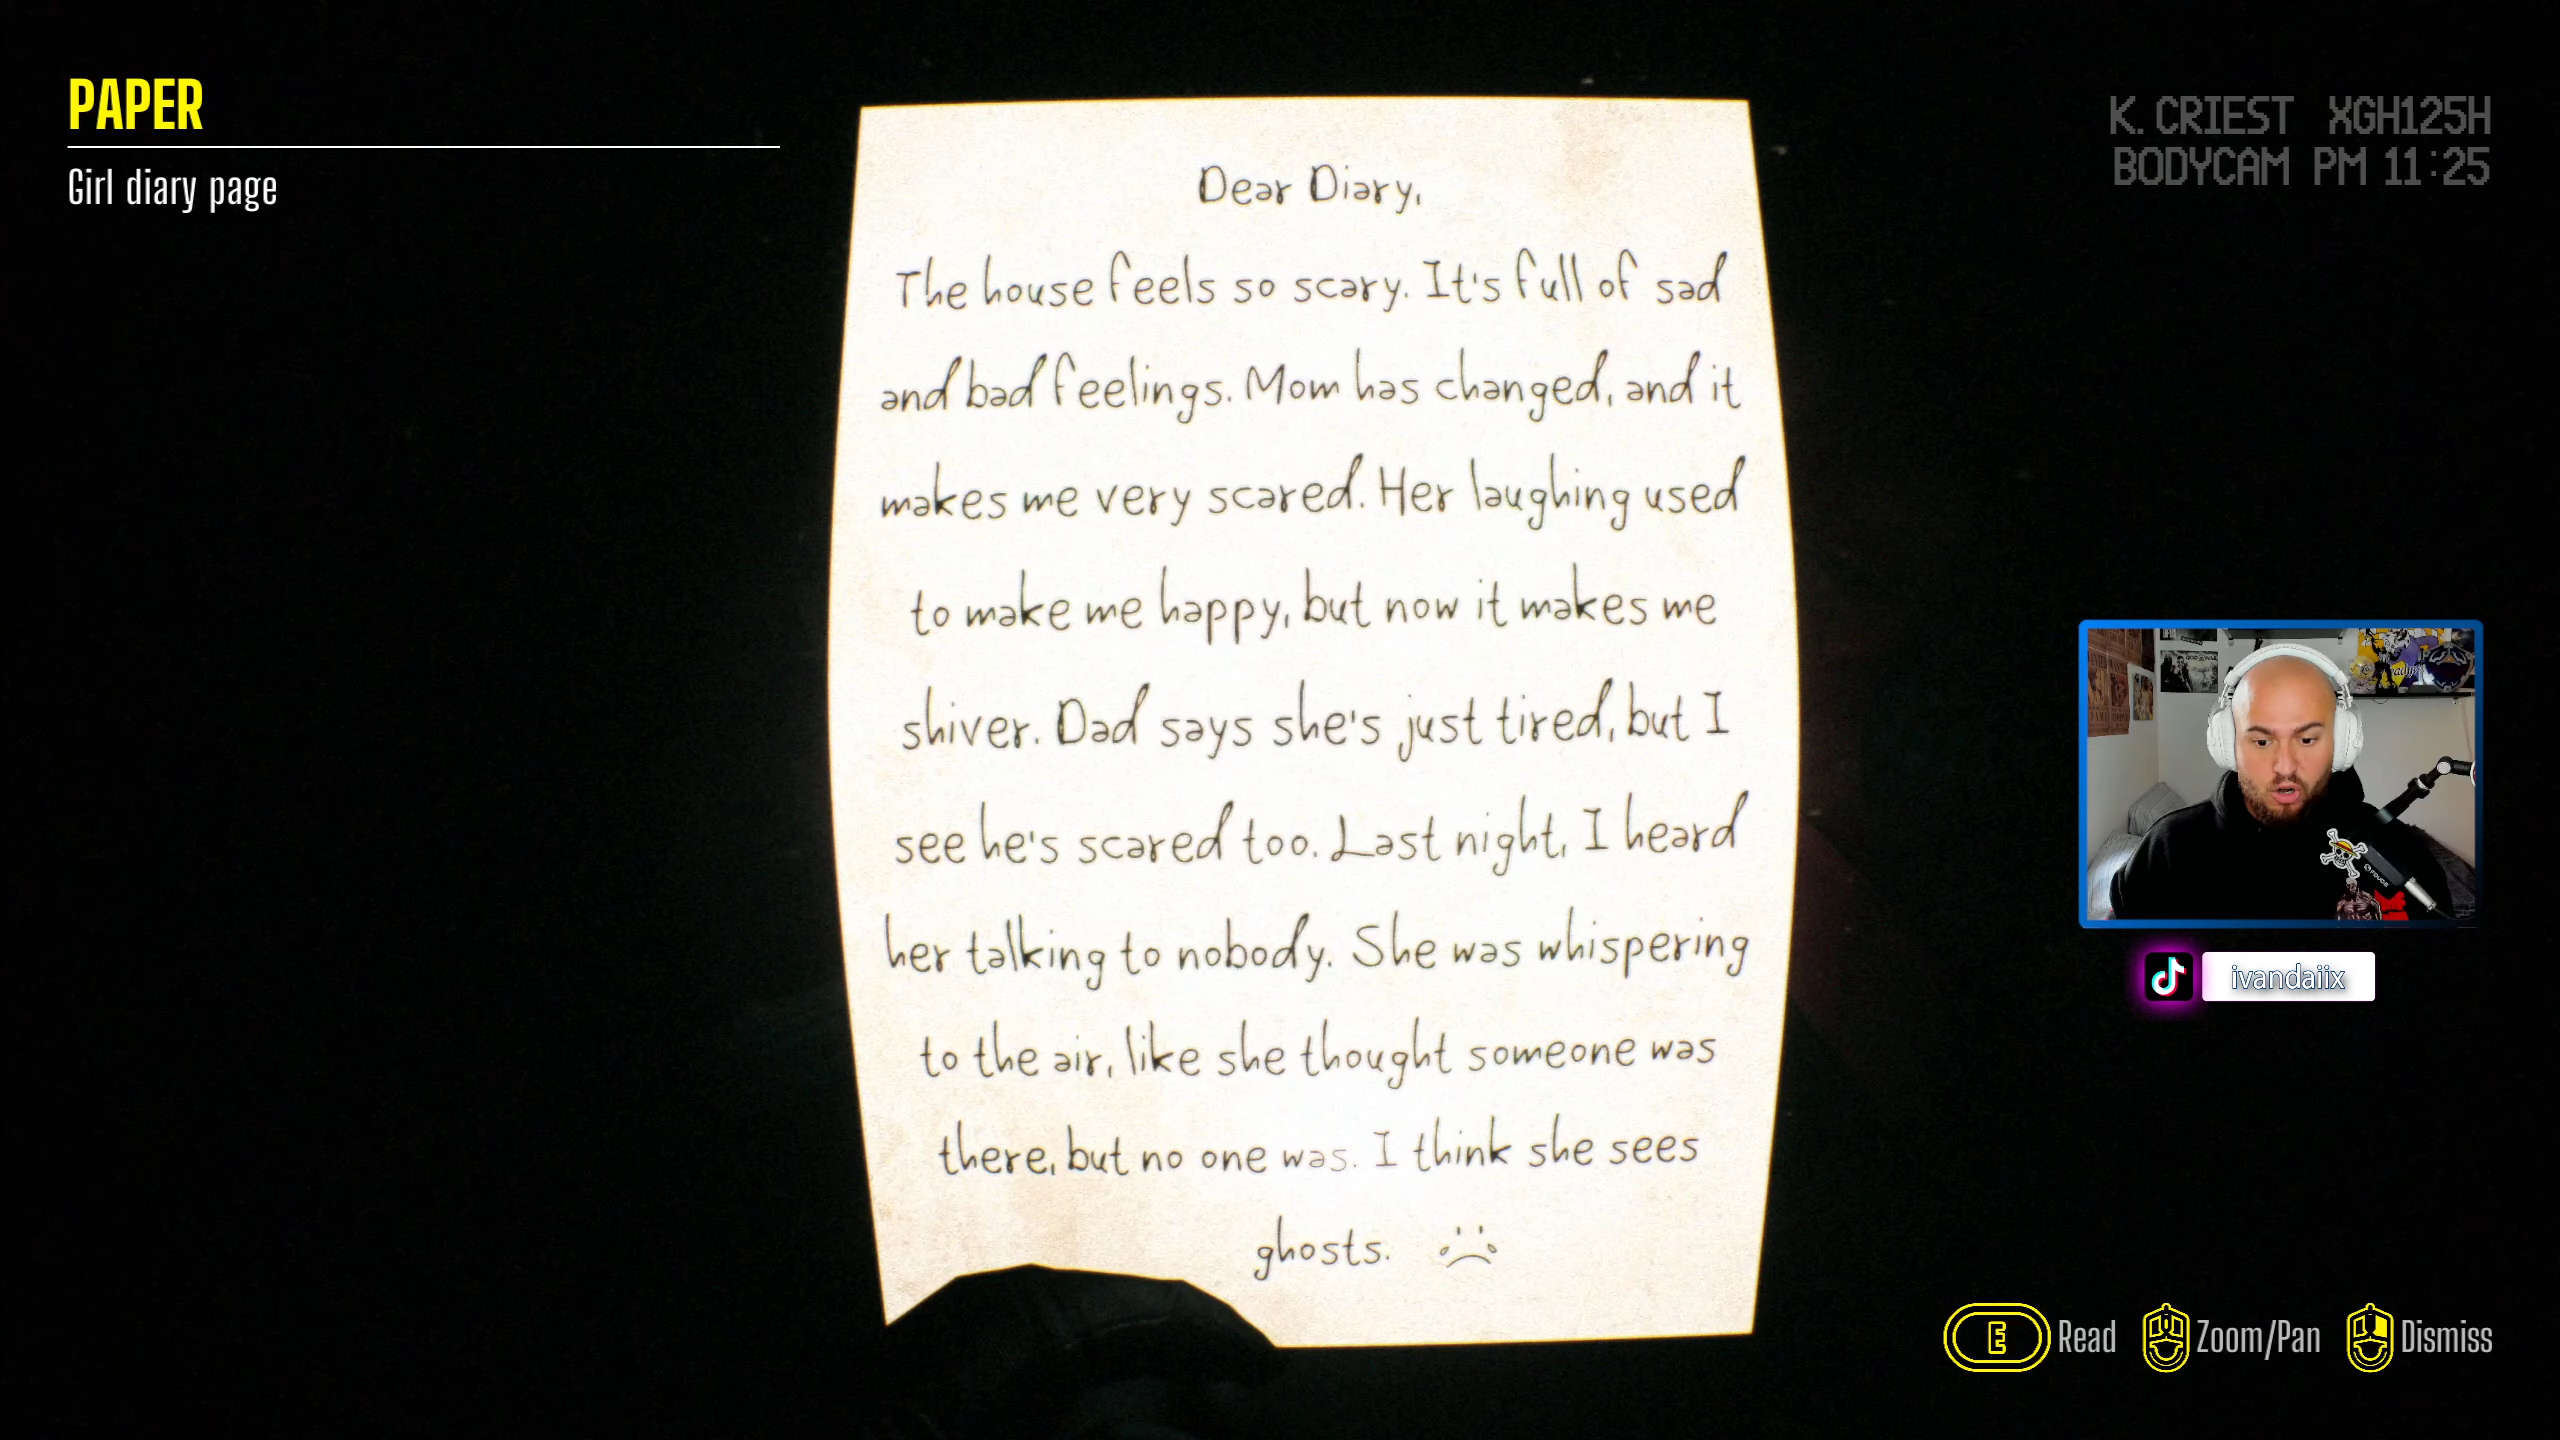 PAPER
Girl diary page
K. CRIEST XGH125H
BODYCAM PM 11:25
Dear Diary,
The house feels so scary. It's full of sad
and bad feelings. Mom has changed, and it
makes me very scared. Her laughing used
to make me happy, but now it makes me
shiver. Dad says she's just tired, but I
see he's scared too. Last night, I heard
her talking to nobody. She was whispering
to the air, like she thought someone was
there, but no one was. I think she sees
ghosts.
ivandaiix
E Read Zoom/Pan Dismiss